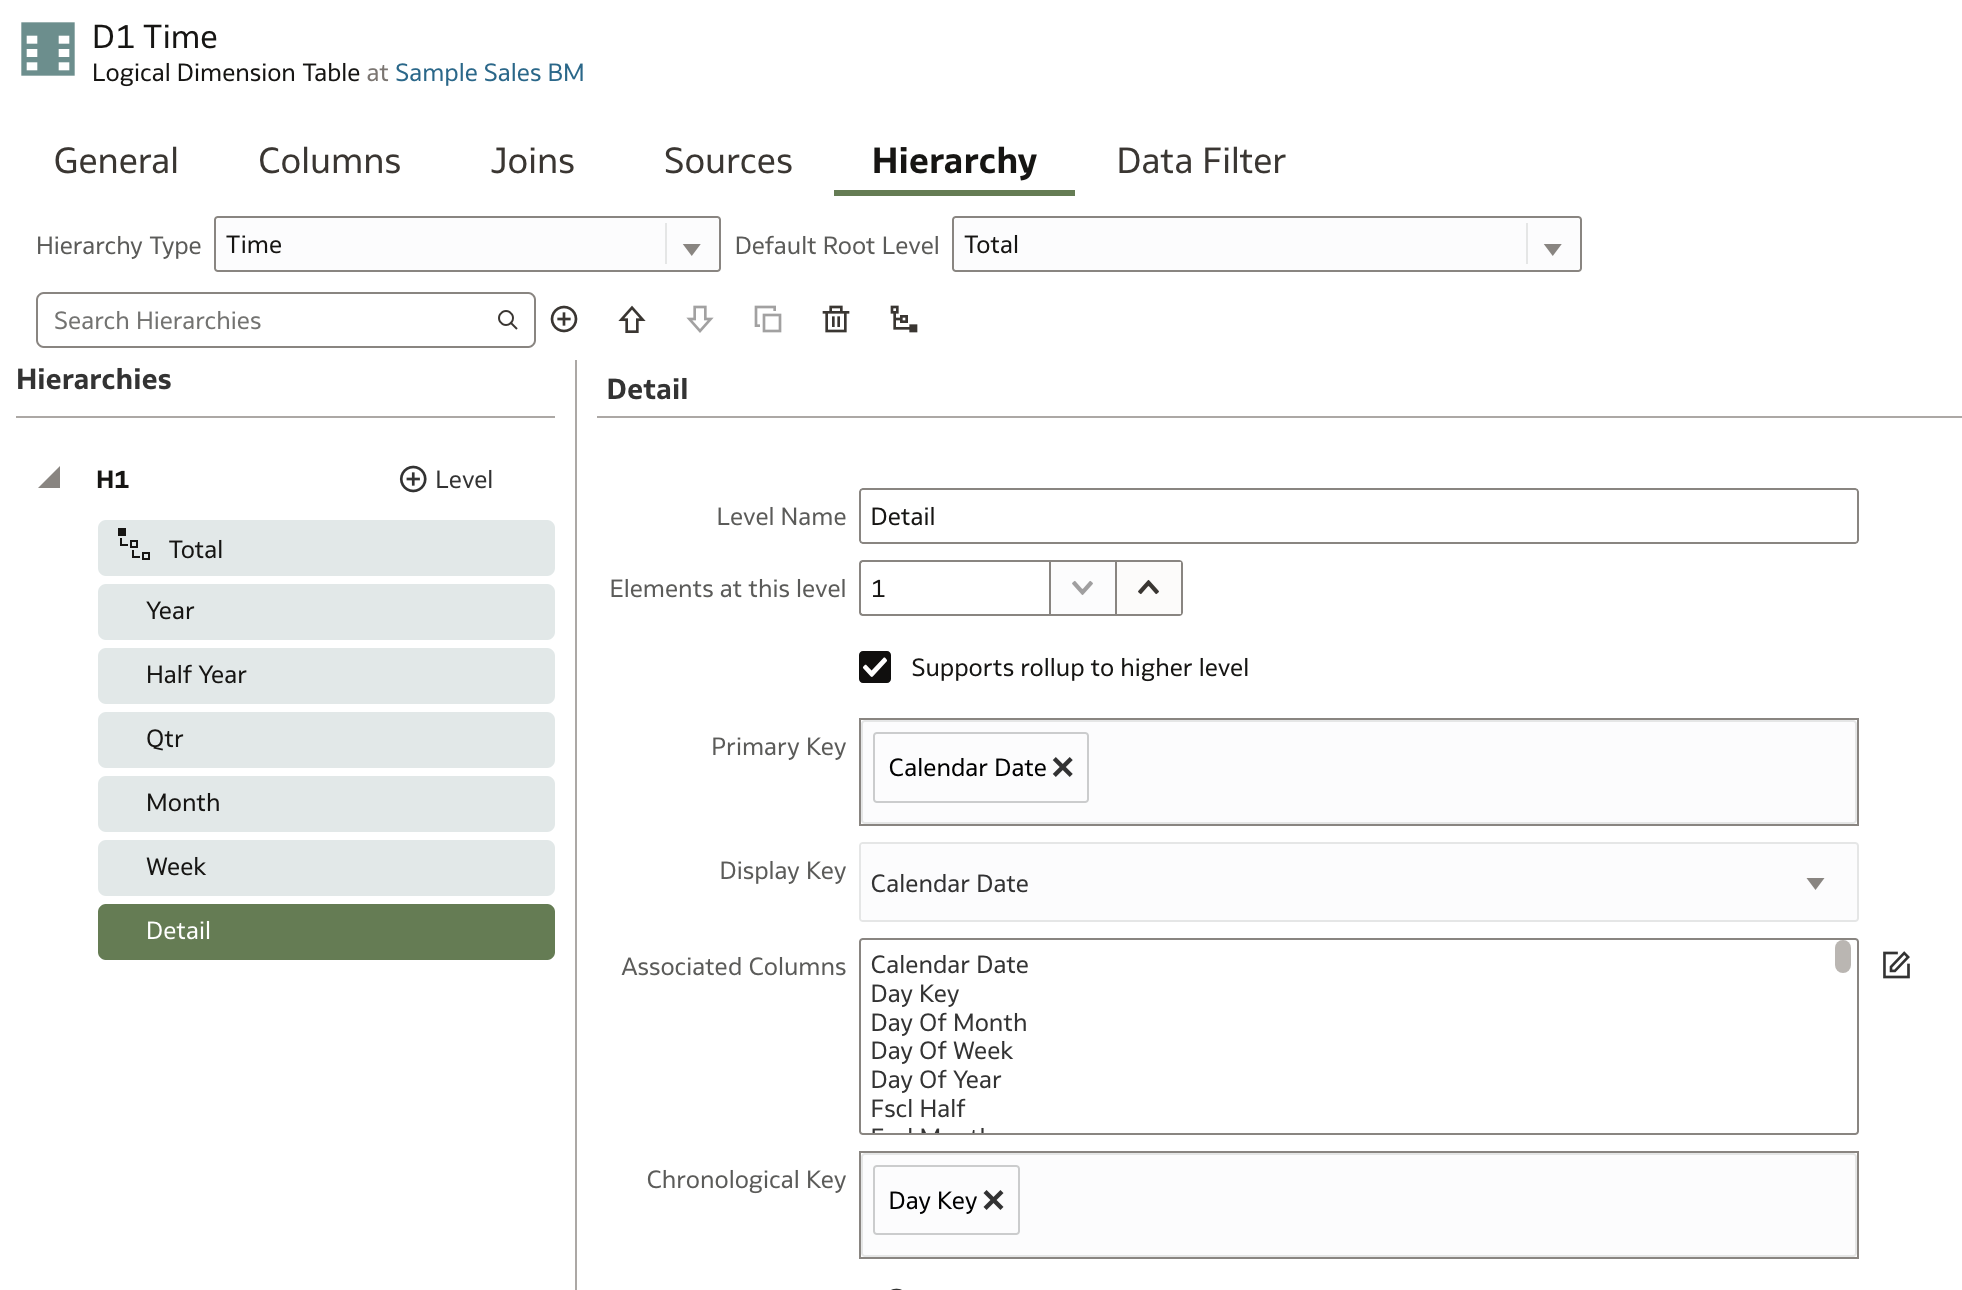 D1 Time
Logical Dimension Table at Sample Sales BM
General Columns Joins Sources Hierarchy Data Filter
Hierarchy Type Time Default Root Level Total
Search Hierarchies
Hierarchies
Detail
H1 Level
Total
Year
Half Year
Qtr
Month
Week
Detail
Level Name Detail
Elements at this level 1
Supports rollup to higher level
Primary Key Calendar Date
Display Key Calendar Date
Associated Columns Calendar Date
Day Key
Day Of Month
Day Of Week
Day Of Year
Fscl Half
Chronological Key Day Key